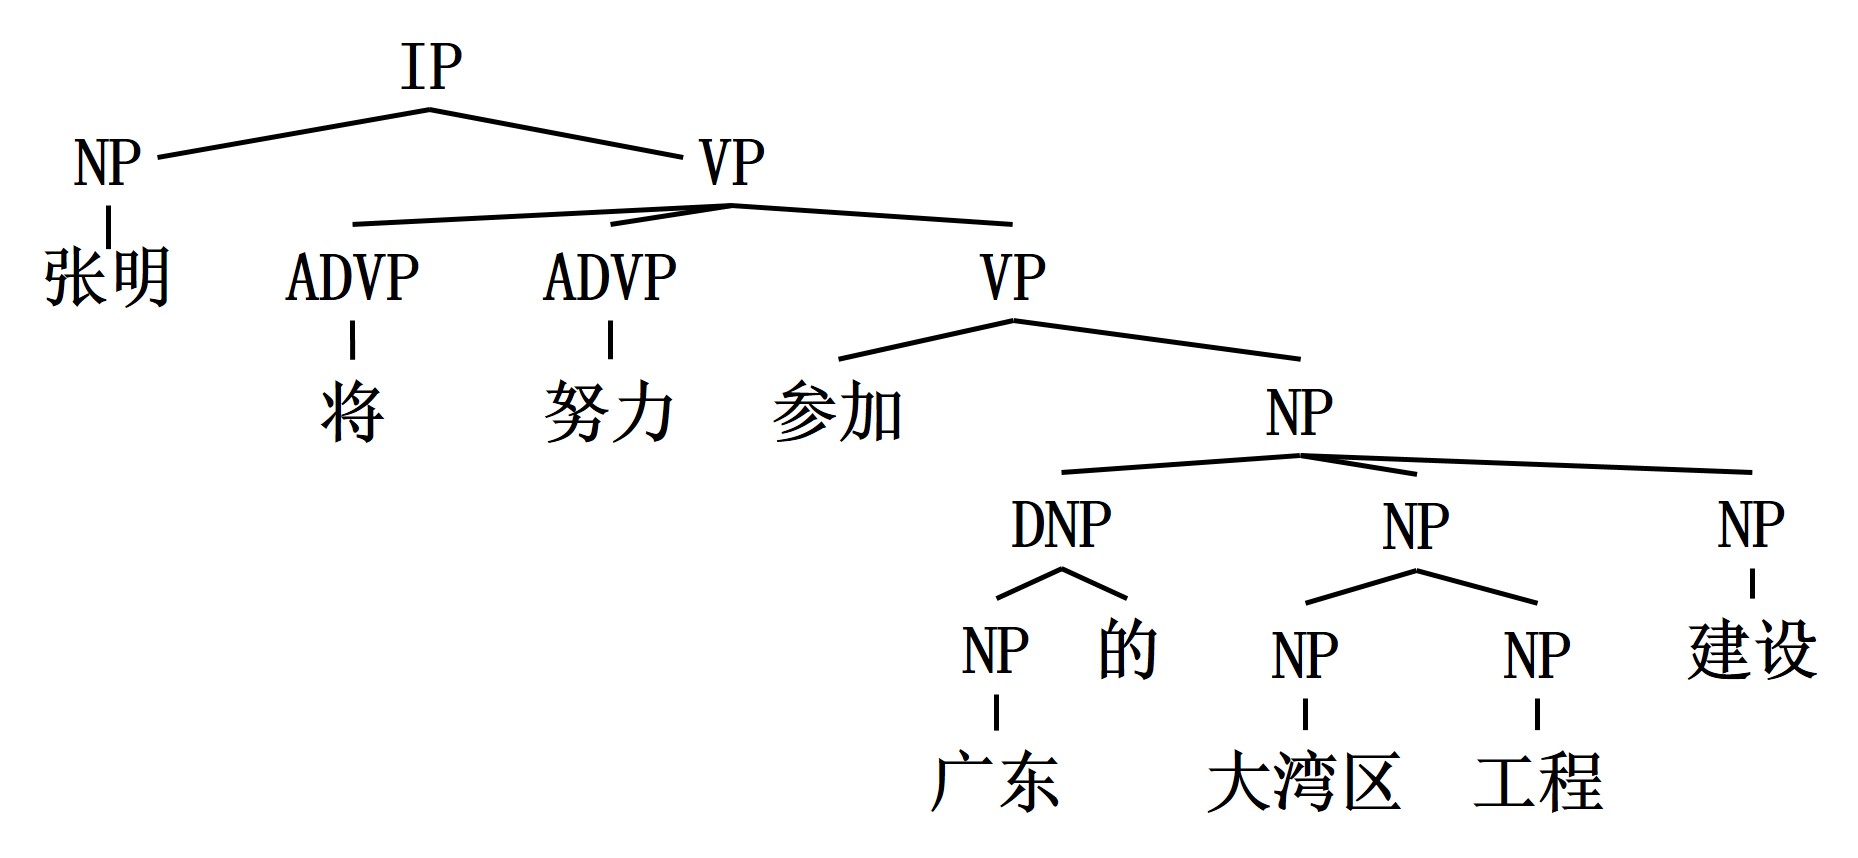 IP
NP VP
张明 ADVP ADVP VP
将 努力 参加 NP
DNP NP NP
NP 的 NP NP 建设
广东 大湾区 工程